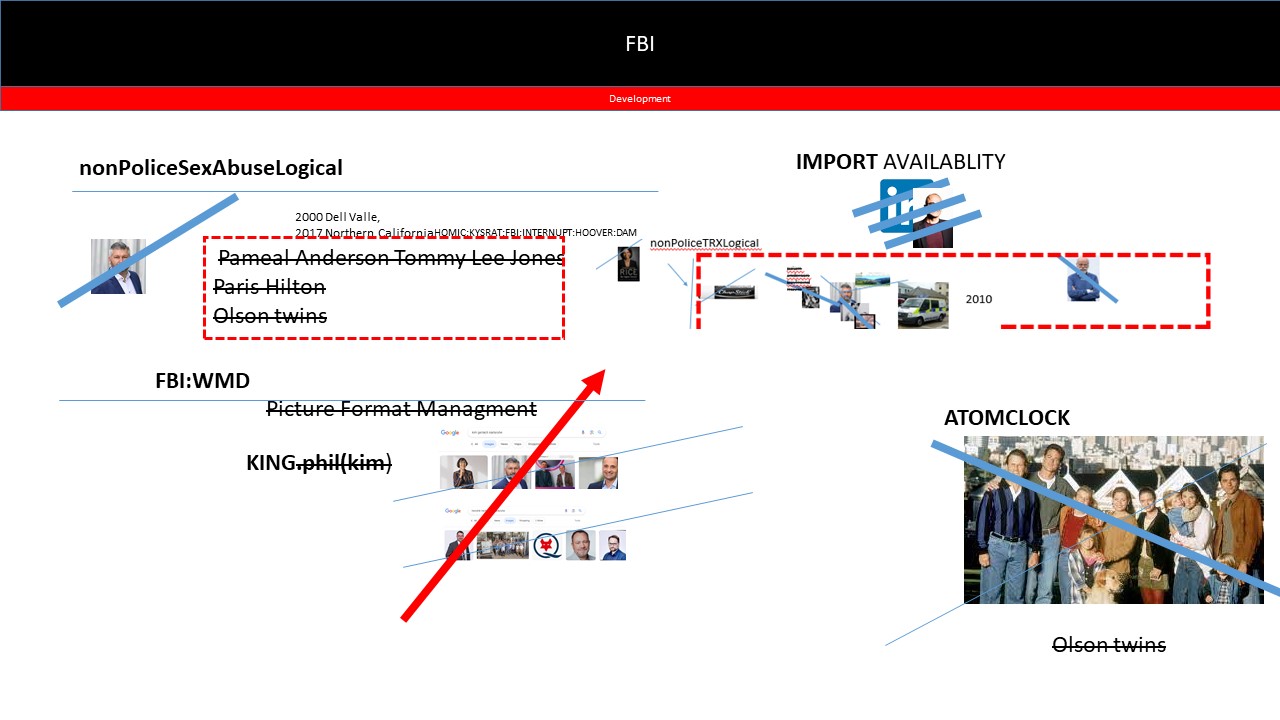 FBI
Development
nonPoliceSexAbuseLogical
IMPORT AVAILABLITY
2000 Dell Valle,
2017 Northern CaliforniaHOMIC:KYSRAT:FBI:INTERNUPT:HOOVER:DAM
nonPoliceTRXLogical
Pameal Anderson Tommy Lee Jones
Paris Hilton
Olson twins
RICE
2010
FBI:WMD
Picture Format Managment
ATOMCLOCK
Google
KING.phil(kim)
Google
Olson twins